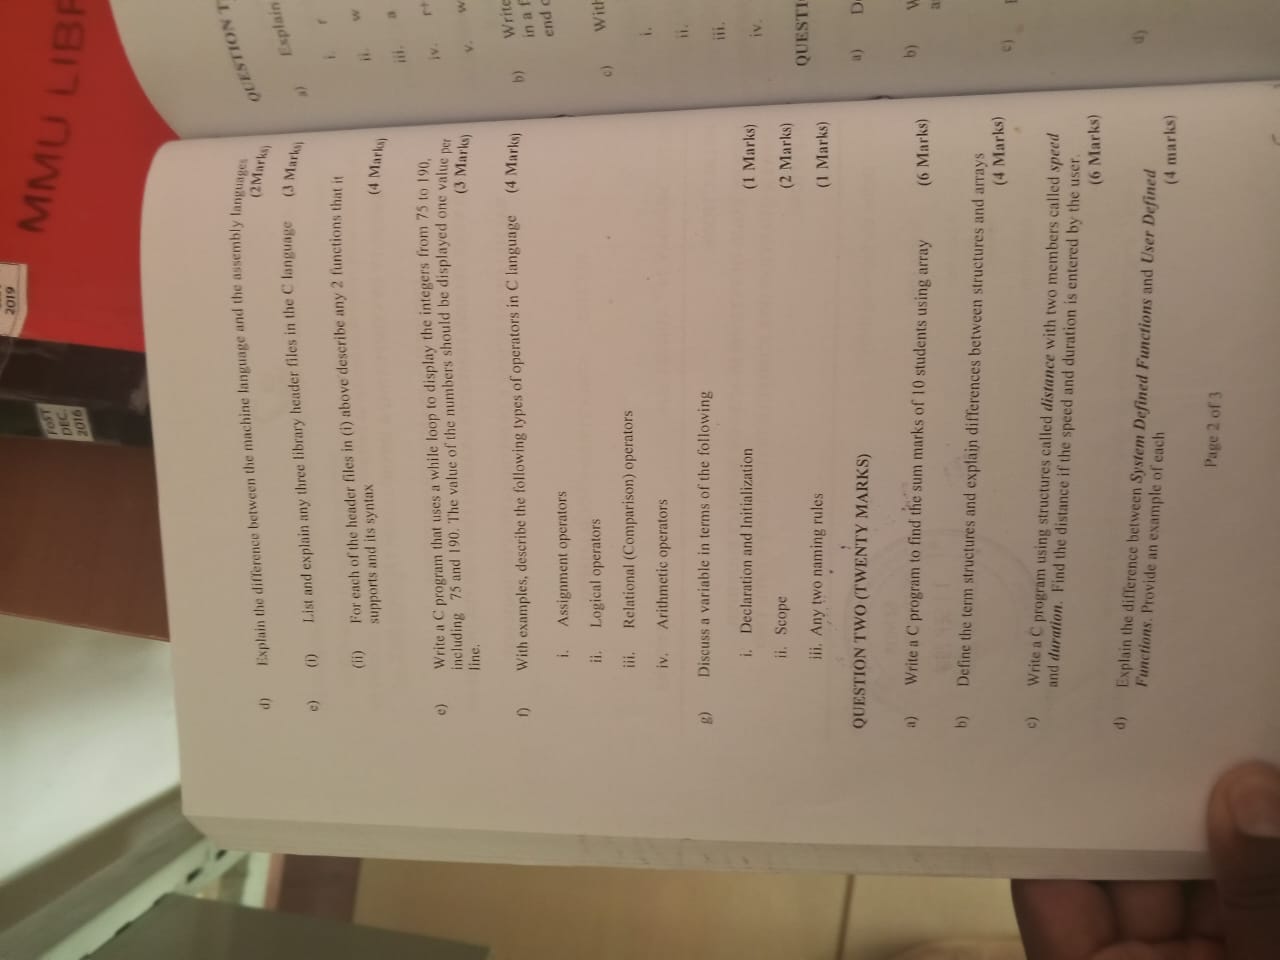 2019
FoST
DEC.
2016
MMU LIBR
d) Explain the difference between the machine language and the assembly languages
(2Marks)
e) (i) List and explain any three library header files in the C language (3 Marks)
(ii) For each of the header files in (i) above describe any 2 functions that it
supports and its syntax (4 Marks)
e) Write a C program that uses a while loop to display the integers from 75 to 190,
including 75 and 190. The value of the numbers should be displayed one value per
line. (3 Marks)
f) With examples, describe the following types of operators in C language (4 Marks)
i. Assignment operators
ii. Logical operators
iii. Relational (Comparison) operators
iv. Arithmetic operators
g) Discuss a variable in terms of the following
i. Declaration and Initialization (1 Marks)
ii. Scope (2 Marks)
iii. Any two naming rules (1 Marks)
QUESTION TWO (TWENTY MARKS)
a) Write a C program to find the sum marks of 10 students using array (6 Marks)
b) Define the term structures and explain differences between structures and arrays
(4 Marks)
c) Write a C program using structures called distance with two members called speed
and duration. Find the distance if the speed and duration is entered by the user.
(6 Marks)
d) Explain the difference between System Defined Functions and User Defined
Functions. Provide an example of each (4 marks)
Page 2 of 3
QUESTION T
a) Explain
i. r
ii. w
iii. a
iv. r+
v. w
b) Write
in a f
end
c) With
i.
ii.
iii.
iv.
QUESTI
a) D
b) W
a
c)
d)